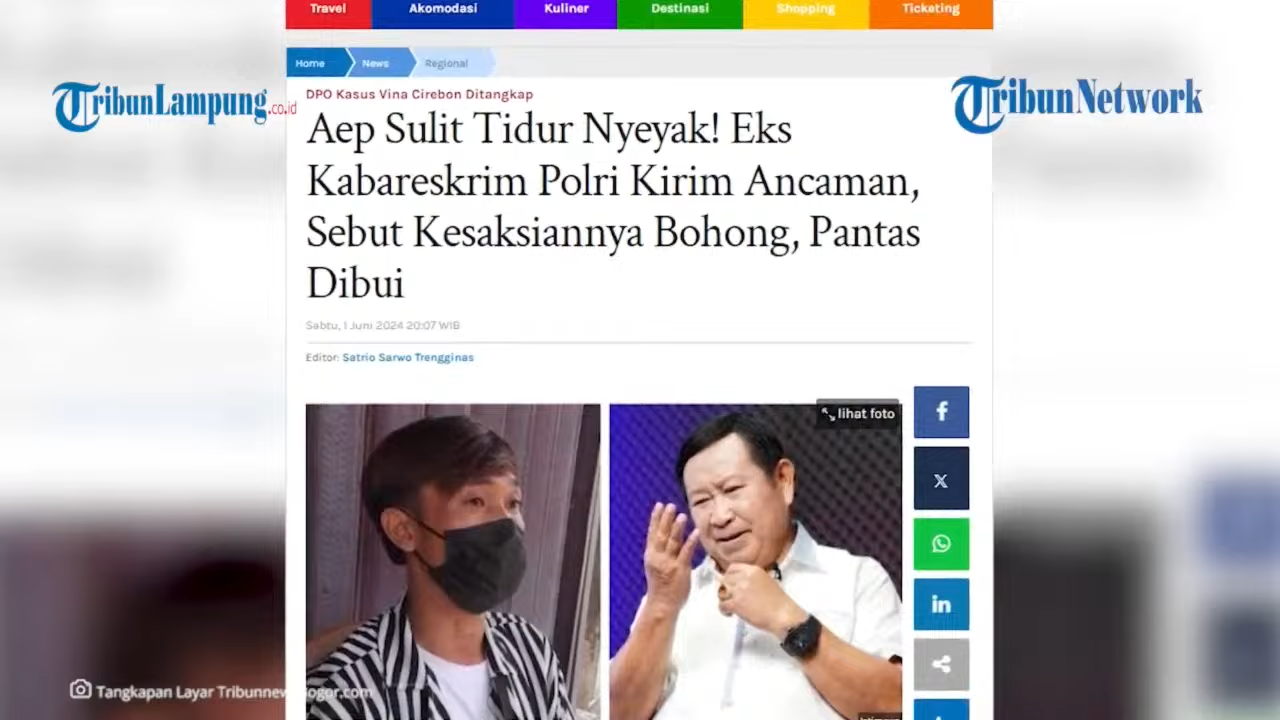 Travel Akomodasi Kuliner Destinasi Shopping Ticketing
Home News Regional
TribunLampung.co.id
TribunNetwork
DPO Kasus Vina Cirebon Ditangkap
Aep Sulit Tidur Nyeyak! Eks
Kabareskrim Polri Kirim Ancaman,
Sebut Kesaksiannya Bohong, Pantas
Dibui
Sabtu, 1 Juni 2024 20:07 WIB
Editor: Satrio Sarwo Trengginas
lihat foto
Tangkapan Layar TribunnewsBogor.com